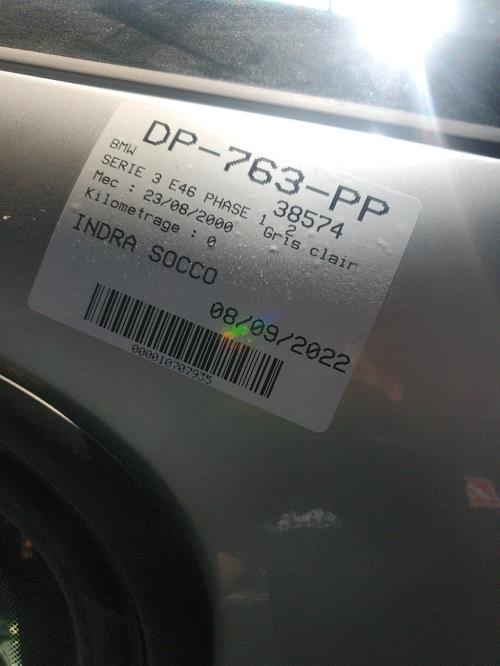 DP-763-PP
BMW 38574
SERIE 3 E46 PHASE 1 2
Mec : 23/08/2000 Gris clair
Kilometrage : 0
INDRA SOCCO
08/09/2022
000010707935